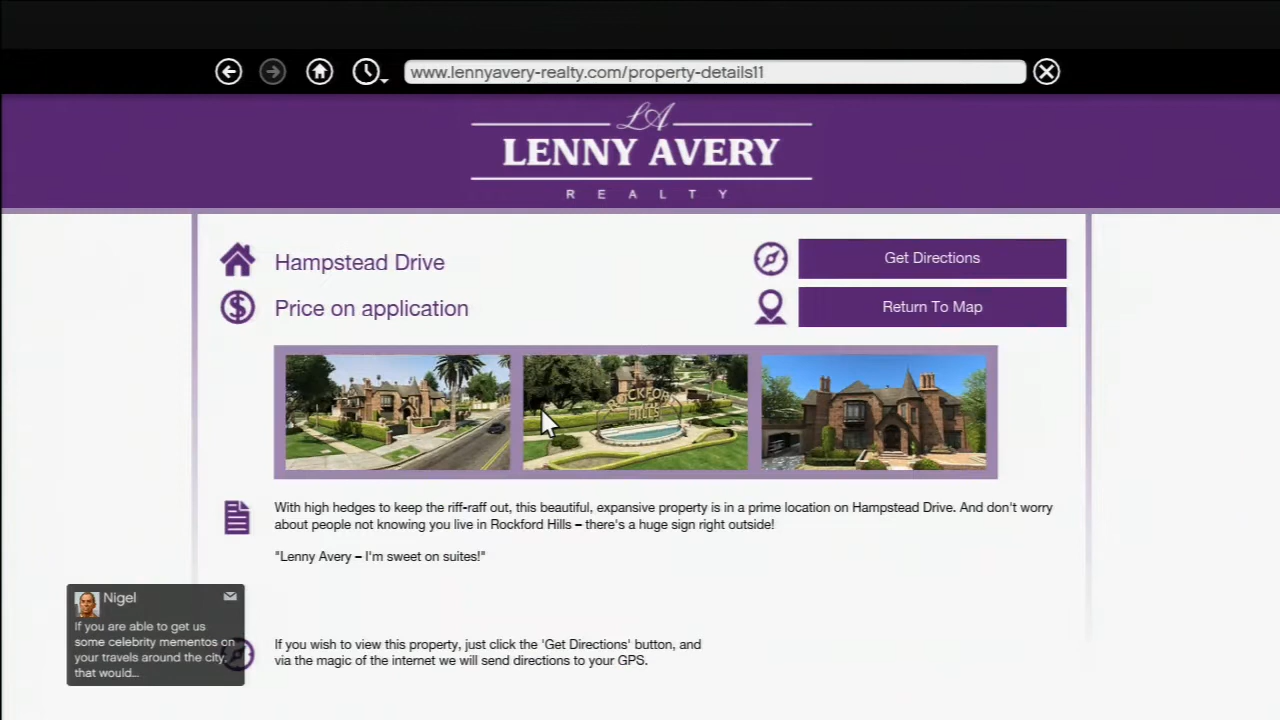 www.lennyavery-realty.com/property-details11
LA
LENNY AVERY
REALTY
Hampstead Drive
Get Directions
Price on application
Return To Map
ROCKFORD
HILLS
With high hedges to keep the riff-raff out, this beautiful, expansive property is in a prime location on Hampstead Drive. And don't worry
about people not knowing you live in Rockford Hills – there's a huge sign right outside!
"Lenny Avery – I'm sweet on suites!"
Nigel
If you are able to get us
some celebrity mementos on
your travels around the city,
that would...
If you wish to view this property, just click the 'Get Directions' button, and
via the magic of the internet we will send directions to your GPS.